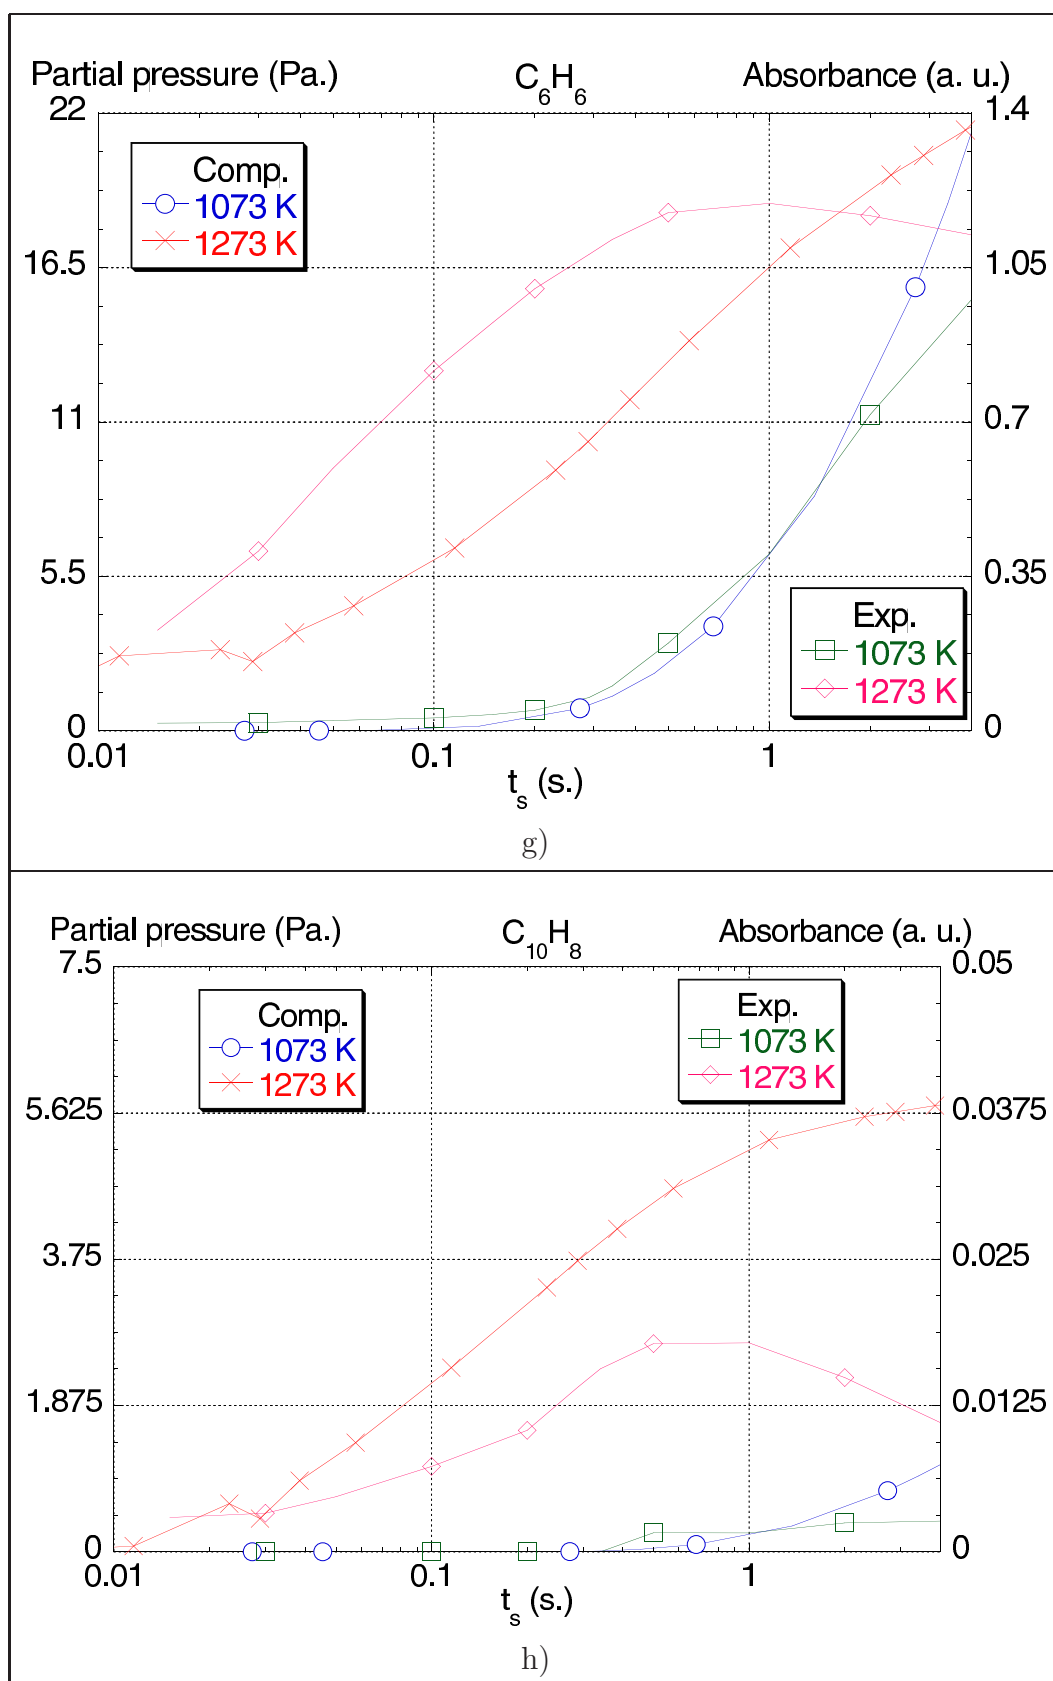 Partial pressure (Pa.) C6H6 Absorbance (a. u.)
22 1.4
Comp.
1073 K
1273 K
16.5 1.05
11 0.7
5.5 0.35
Exp.
1073 K
1273 K
0 0
0.01 0.1 1
ts (s.)
g)
Partial pressure (Pa.) C10H8 Absorbance (a. u.)
7.5 0.05
Comp. Exp.
1073 K 1073 K
1273 K 1273 K
5.625 0.0375
3.75 0.025
1.875 0.0125
0 0
0.01 0.1 1
ts (s.)
h)